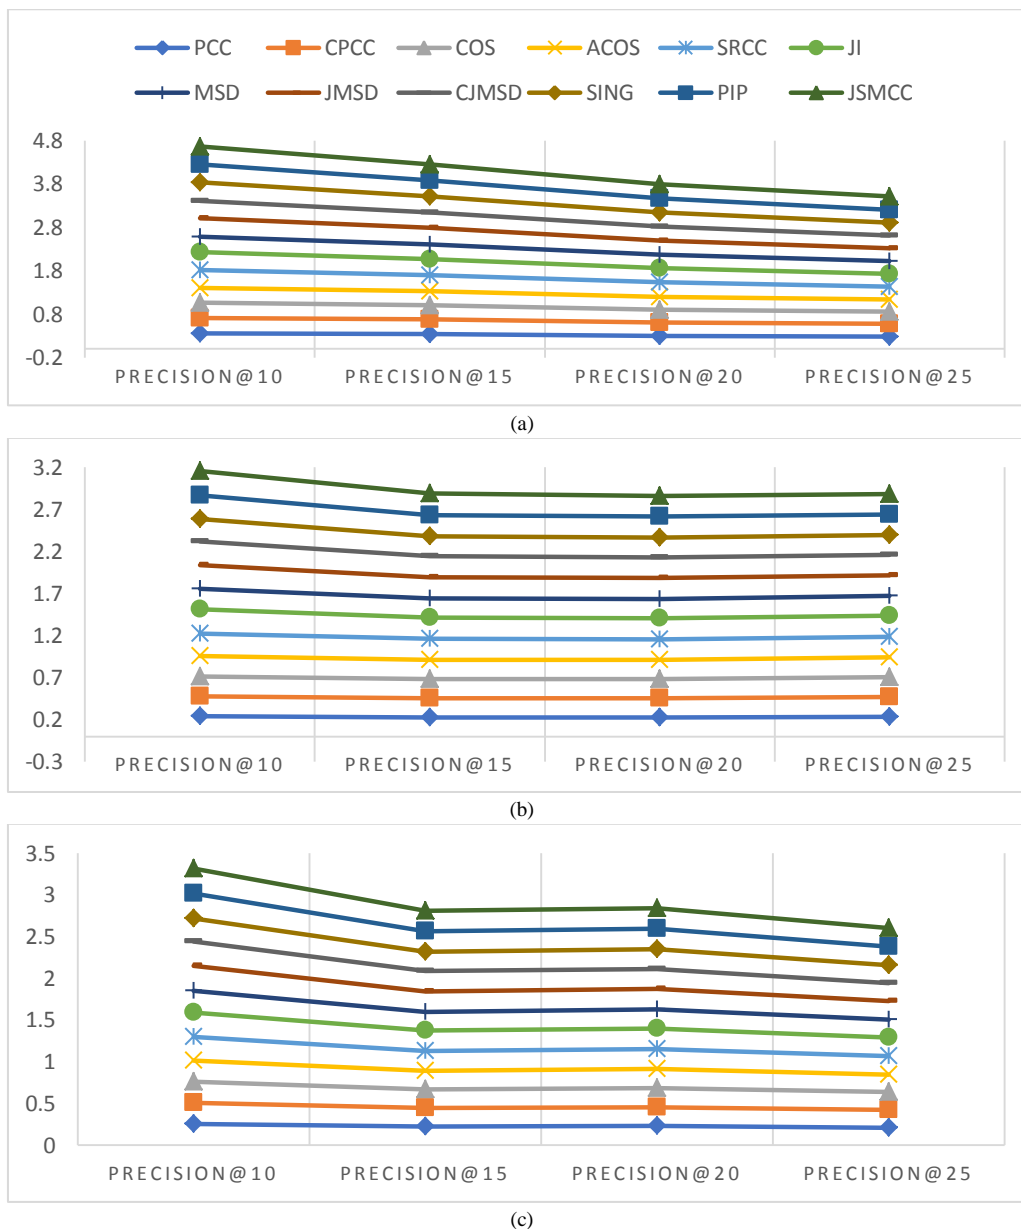 PCC CPCC COS ACOS SRCC JI
MSD JMSD CJMSD SING PIP JSMCC
4.8
3.8
2.8
1.8
0.8
-0.2
PRECISION@10 PRECISION@15 PRECISION@20 PRECISION@25
(a)
3.2
2.7
2.2
1.7
1.2
0.7
0.2
-0.3
PRECISION@10 PRECISION@15 PRECISION@20 PRECISION@25
(b)
3.5
3
2.5
2
1.5
1
0.5
0
PRECISION@10 PRECISION@15 PRECISION@20 PRECISION@25
(c)